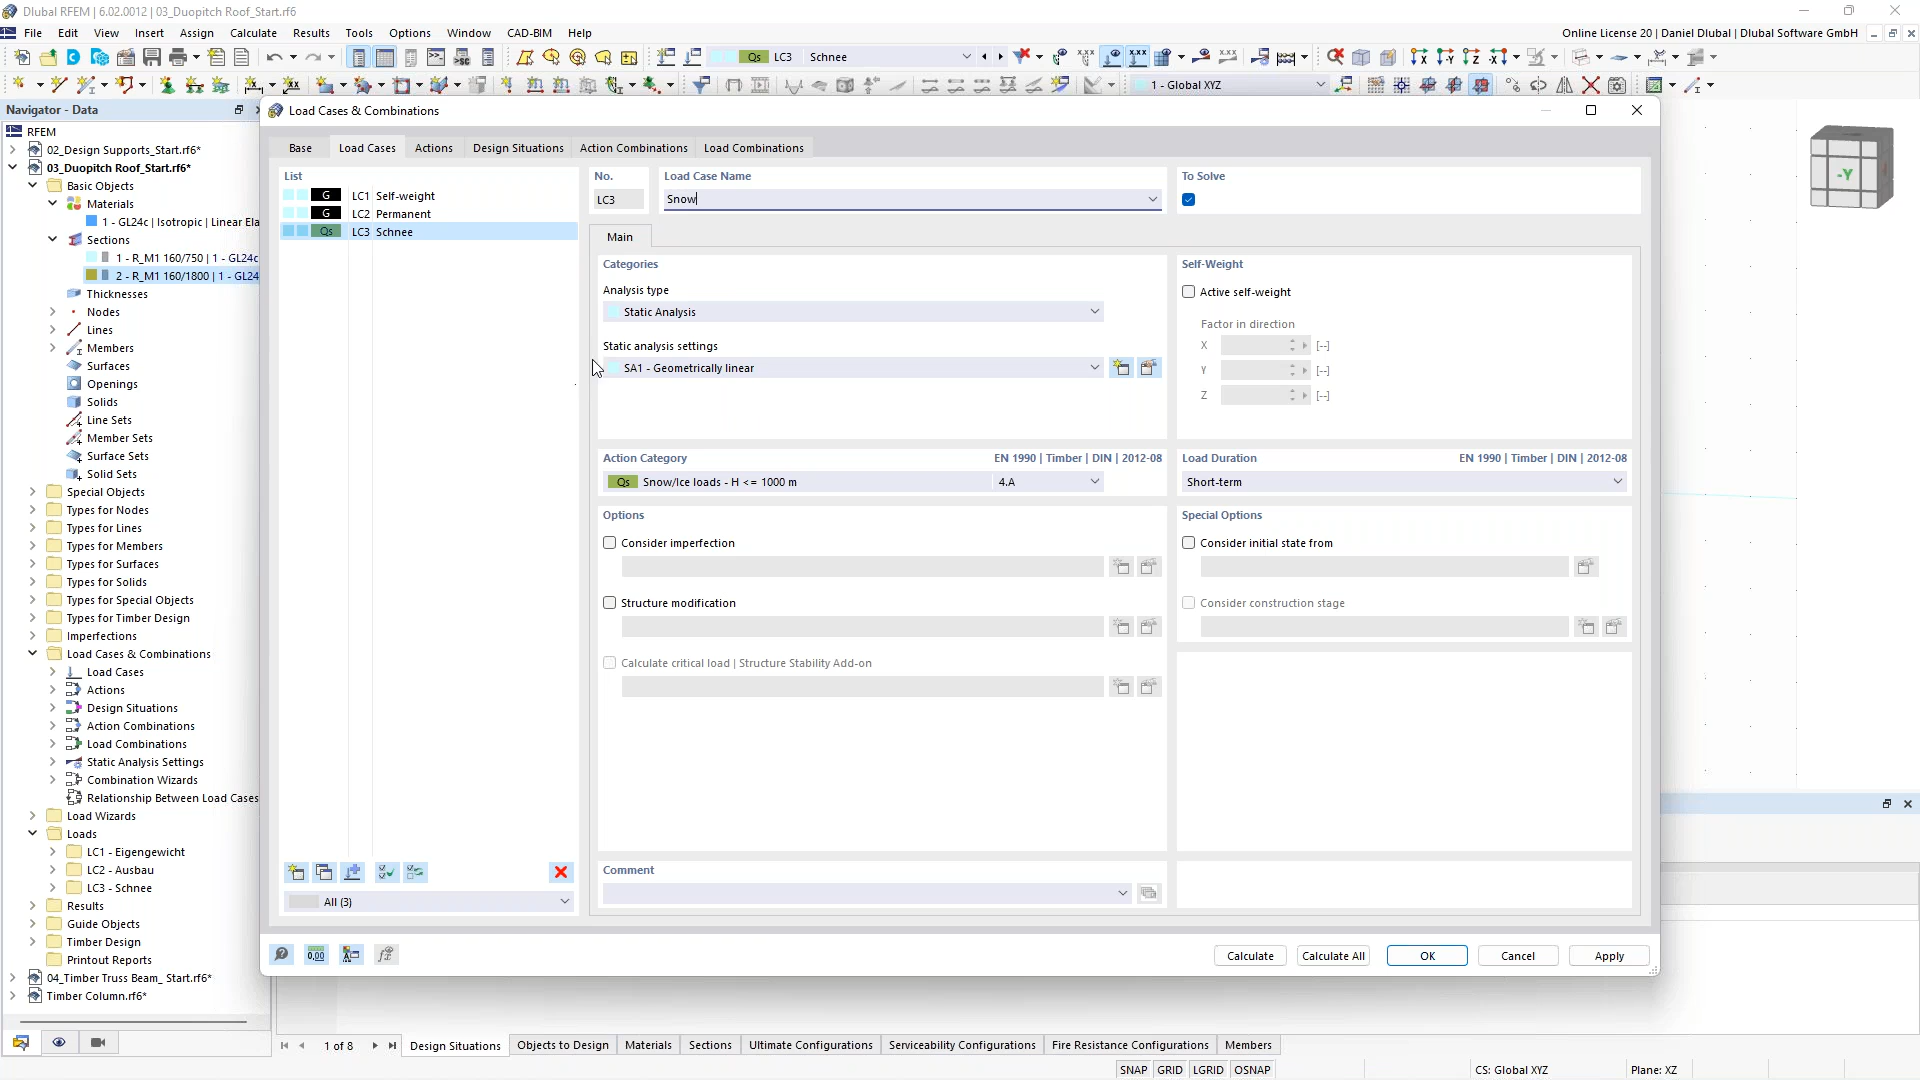 Dlubal RFEM | 6.02.0012 | 03_Duopitch Roof_Start.rf6*
File Edit View Insert Assign Calculate Results Tools Options Window CAD-BIM Help
Online License 20 | Daniel Dlubal | Dlubal Software GmbH
Qs LC3 Schnee
1 - Global XYZ
Navigator - Data
RFEM
02_Design Supports_Start.rf6*
03_Duopitch Roof_Start.rf6*
Basic Objects
Materials
1 - GL24c | Isotropic | Linear Ela
Sections
1 - R_M1 160/750 | 1 - GL24c
2 - R_M1 160/1800 | 1 - GL24
Thicknesses
Nodes
Lines
Members
Surfaces
Openings
Solids
Line Sets
Member Sets
Surface Sets
Solid Sets
Special Objects
Types for Nodes
Types for Lines
Types for Members
Types for Surfaces
Types for Solids
Types for Special Objects
Types for Timber Design
Imperfections
Load Cases & Combinations
Load Cases
Actions
Design Situations
Action Combinations
Load Combinations
Static Analysis Settings
Combination Wizards
Relationship Between Load Cases
Load Wizards
Loads
LC1 - Eigengewicht
LC2 - Ausbau
LC3 - Schnee
Results
Guide Objects
Timber Design
Printout Reports
04_Timber Truss Beam_ Start.rf6*
Timber Column.rf6*
Load Cases & Combinations
Base Load Cases Actions Design Situations Action Combinations Load Combinations
List
G LC1 Self-weight
G LC2 Permanent
Qs LC3 Schnee
All (3)
No.
LC3
Load Case Name
Snow
To Solve
Main
Categories
Analysis type
Static Analysis
Static analysis settings
SA1 - Geometrically linear
Self-Weight
Active self-weight
Factor in direction
X [--]
Y [--]
Z [--]
Action Category EN 1990 | Timber | DIN | 2012-08
Qs Snow/Ice loads - H <= 1000 m 4.A
Load Duration EN 1990 | Timber | DIN | 2012-08
Short-term
Options
Consider imperfection
Structure modification
Calculate critical load | Structure Stability Add-on
Special Options
Consider initial state from
Consider construction stage
Comment
0,00
Calculate Calculate All OK Cancel Apply
-Y
1 of 8 Design Situations Objects to Design Materials Sections Ultimate Configurations Serviceability Configurations Fire Resistance Configurations Members
SNAP GRID LGRID OSNAP CS: Global XYZ Plane: XZ